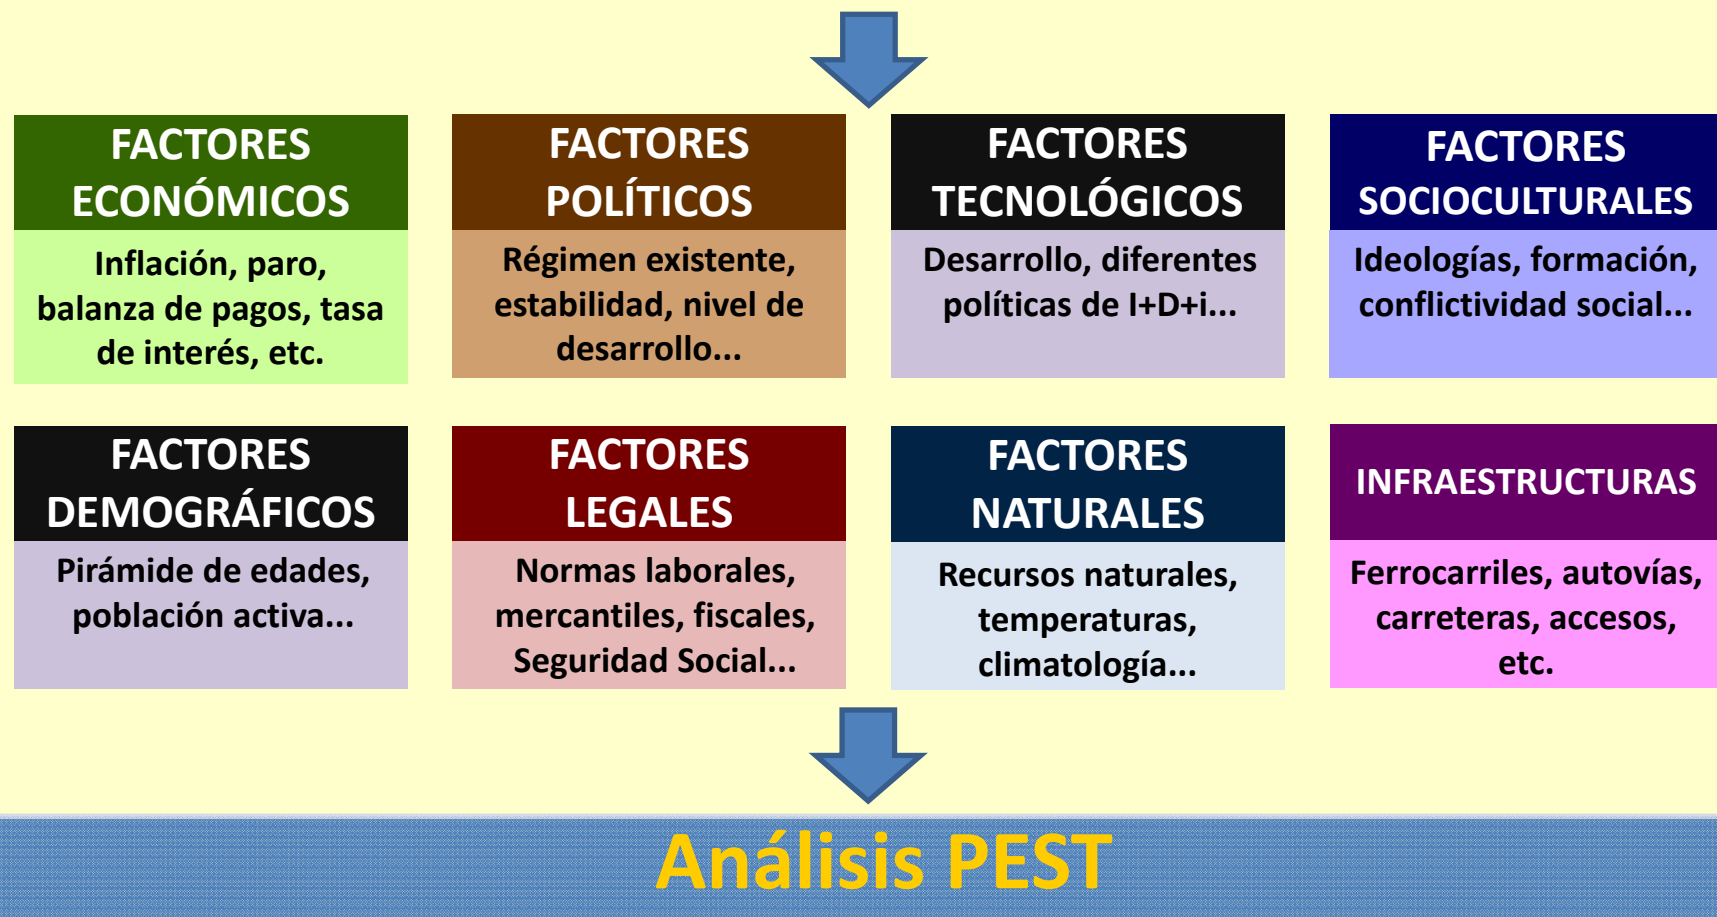 FACTORES
ECONÓMICOS
Inflación, paro,
balanza de pagos, tasa
de interés, etc.
FACTORES
POLÍTICOS
Régimen existente,
estabilidad, nivel de
desarrollo...
FACTORES
TECNOLÓGICOS
Desarrollo, diferentes
políticas de I+D+i...
FACTORES
SOCIOCULTURALES
Ideologías, formación,
conflictividad social...
FACTORES
DEMOGRÁFICOS
Pirámide de edades,
población activa...
FACTORES
LEGALES
Normas laborales,
mercantiles, fiscales,
Seguridad Social...
FACTORES
NATURALES
Recursos naturales,
temperaturas,
climatología...
INFRAESTRUCTURAS
Ferrocarriles, autovías,
carreteras, accesos,
etc.
Análisis PEST